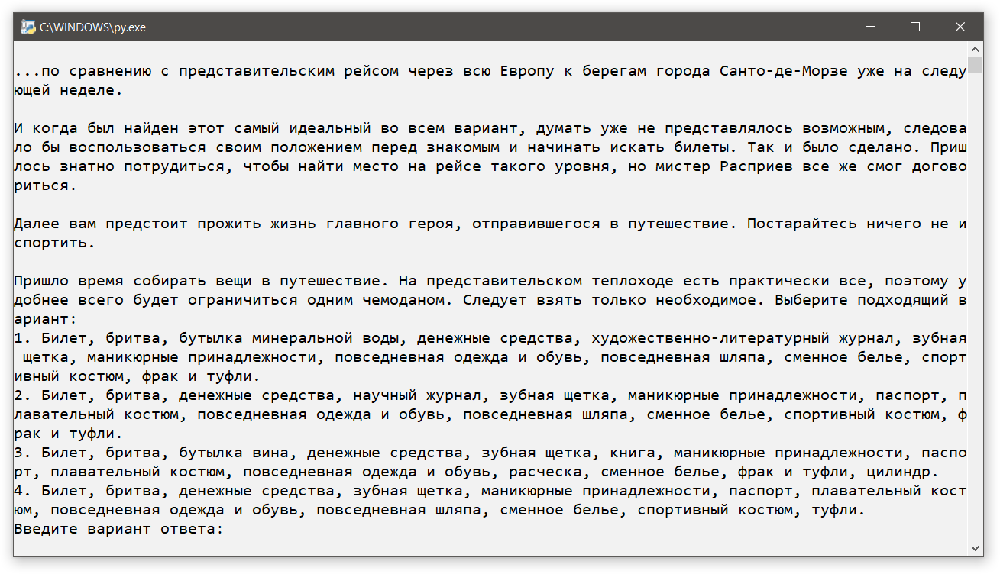 C:\WINDOWS\py.exe
...по сравнению с представительским рейсом через всю Европу к берегам города Санто-де-Морзе уже на следу
ющей неделе.
И когда был найден этот самый идеальный во всем вариант, думать уже не представлялось возможным, следова
ло бы воспользоваться своим положением перед знакомым и начинать искать билеты. Так и было сделано. Приш
лось знатно потрудиться, чтобы найти место на рейсе такого уровня, но мистер Расприев все же смог догово
риться.
Далее вам предстоит прожить жизнь главного героя, отправившегося в путешествие. Постарайтесь ничего не и
спортить.
Пришло время собирать вещи в путешествие. На представительском теплоходе есть практически все, поэтому у
добнее всего будет ограничиться одним чемоданом. Следует взять только необходимое. Выберите подходящий в
ариант:
1. Билет, бритва, бутылка минеральной воды, денежные средства, художественно-литературный журнал, зубная
щетка, маникюрные принадлежности, повседневная одежда и обувь, повседневная шляпа, сменное белье, спорт
ивный костюм, фрак и туфли.
2. Билет, бритва, денежные средства, научный журнал, зубная щетка, маникюрные принадлежности, паспорт, п
лавательный костюм, повседневная одежда и обувь, повседневная шляпа, сменное белье, спортивный костюм, ф
рак и туфли.
3. Билет, бритва, бутылка вина, денежные средства, зубная щетка, книга, маникюрные принадлежности, паспо
рт, плавательный костюм, повседневная одежда и обувь, расческа, сменное белье, фрак и туфли, цилиндр.
4. Билет, бритва, денежные средства, зубная щетка, маникюрные принадлежности, паспорт, плавательный кост
юм, повседневная одежда и обувь, повседневная шляпа, сменное белье, спортивный костюм, туфли.
Введите вариант ответа: